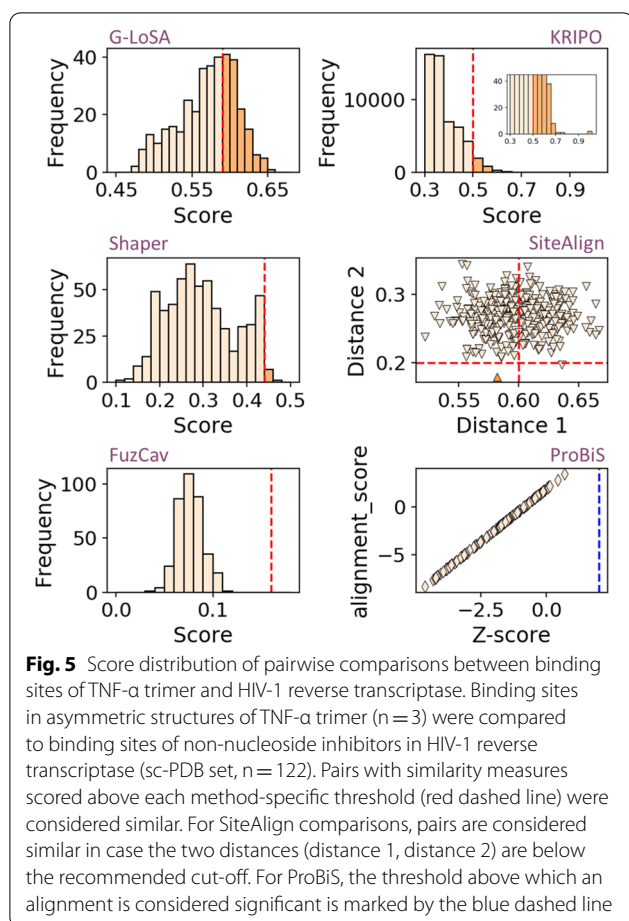 G-LoSA
Frequency
40
20
0
0.45 0.55 0.65
Score
KRIPO
Frequency
10000
0
0.3 0.5 0.7 0.9
Score
40
20
0
0.3 0.5 0.7 0.9
Shaper
Frequency
50
25
0
0.1 0.2 0.3 0.4 0.5
Score
SiteAlign
Distance 2
0.3
0.2
0.55 0.60 0.65
Distance 1
FuzCav
Frequency
100
50
0
0.0 0.1
Score
ProBiS
alignment_score
0
−5
−2.5 0.0
Z-score
Fig. 5 Score distribution of pairwise comparisons between binding
sites of TNF-α trimer and HIV-1 reverse transcriptase. Binding sites
in asymmetric structures of TNF-α trimer (n = 3) were compared
to binding sites of non-nucleoside inhibitors in HIV-1 reverse
transcriptase (sc-PDB set, n = 122). Pairs with similarity measures
scored above each method-specific threshold (red dashed line) were
considered similar. For SiteAlign comparisons, pairs are considered
similar in case the two distances (distance 1, distance 2) are below
the recommended cut-off. For ProBiS, the threshold above which an
alignment is considered significant is marked by the blue dashed line